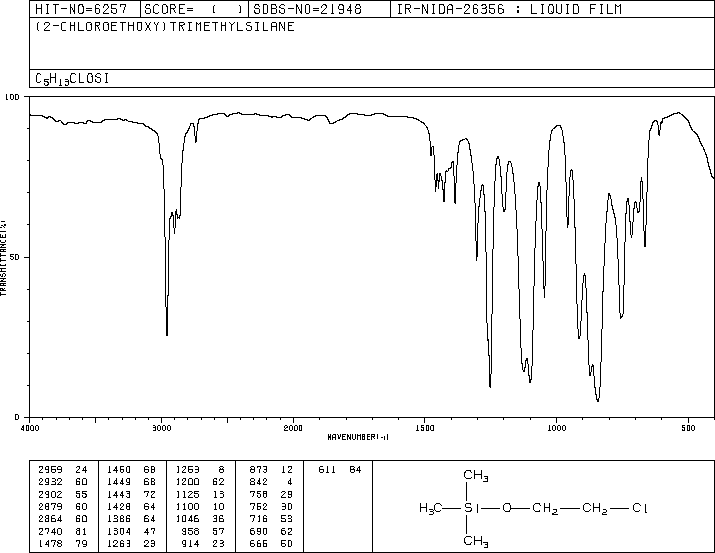 HIT-NO=6257 SCORE= ( ) SDBS-NO=21948 IR-NIDA-26356 : LIQUID FILM
(2-CHLOROETHOXY)TRIMETHYLSILANE
C5H13CLOSI
100
50
0
TRANSMITTANCE(%)
4000 3000 2000 1500 1000 500
WAVENUMBER(-1)
2959 24 1460 68 1253 8 873 12 611 84
2932 60 1449 68 1200 62 842 4
2902 55 1443 72 1125 13 758 29
2879 60 1428 64 1100 10 752 30
2864 60 1386 64 1046 36 716 53
2740 81 1304 47 958 57 690 62
1478 79 1263 29 914 23 665 50
CH3
H3C—Si—O—CH2—CH2—Cl
CH3